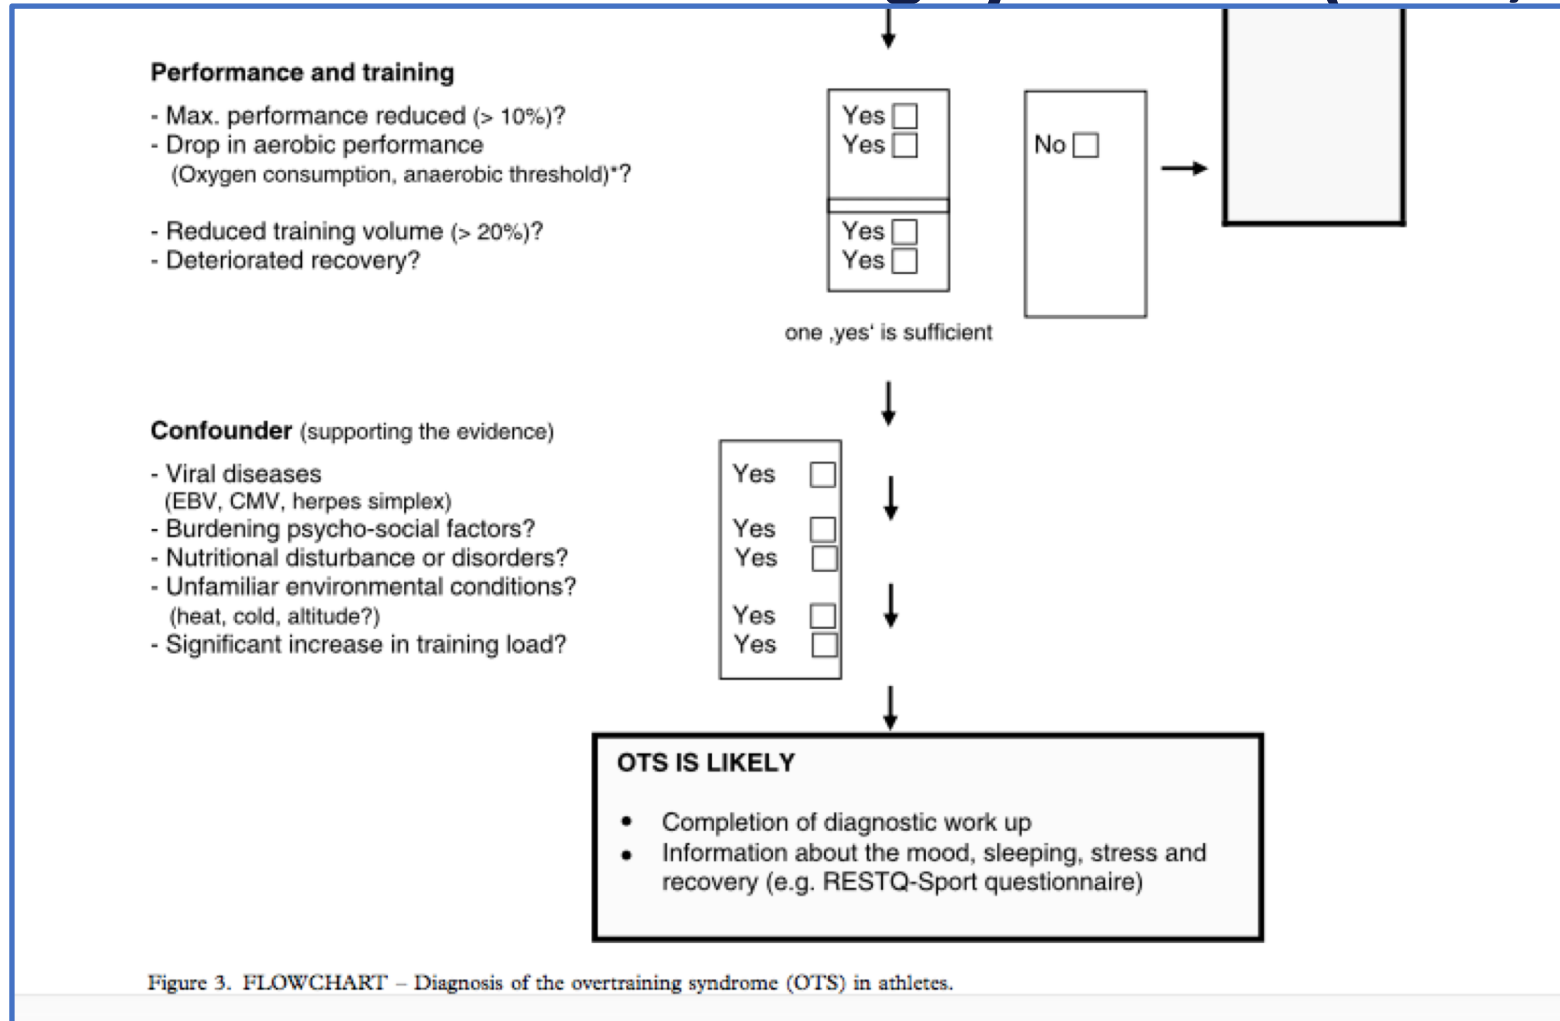 Performance and training
- Max. performance reduced (> 10%)?
Yes
- Drop in aerobic performance
Yes
No
(Oxygen consumption, anaerobic threshold)*?
- Reduced training volume (> 20%)?
Yes
- Deteriorated recovery?
Yes
one ‚yes‘ is sufficient
Confounder (supporting the evidence)
- Viral diseases
Yes
(EBV, CMV, herpes simplex)
- Burdening psycho-social factors?
Yes
- Nutritional disturbance or disorders?
Yes
- Unfamiliar environmental conditions?
(heat, cold, altitude?)
Yes
- Significant increase in training load?
Yes
OTS IS LIKELY
• Completion of diagnostic work up
• Information about the mood, sleeping, stress and
recovery (e.g. RESTQ-Sport questionnaire)
Figure 3. FLOWCHART – Diagnosis of the overtraining syndrome (OTS) in athletes.